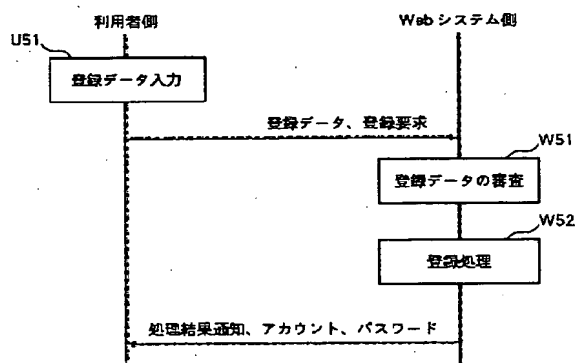 利用者側
Webシステム側
U51
登録データ入力
登録データ、登録要求
W51
登録データの審査
W52
登録処理
処理結果通知、アカウント、パスワード